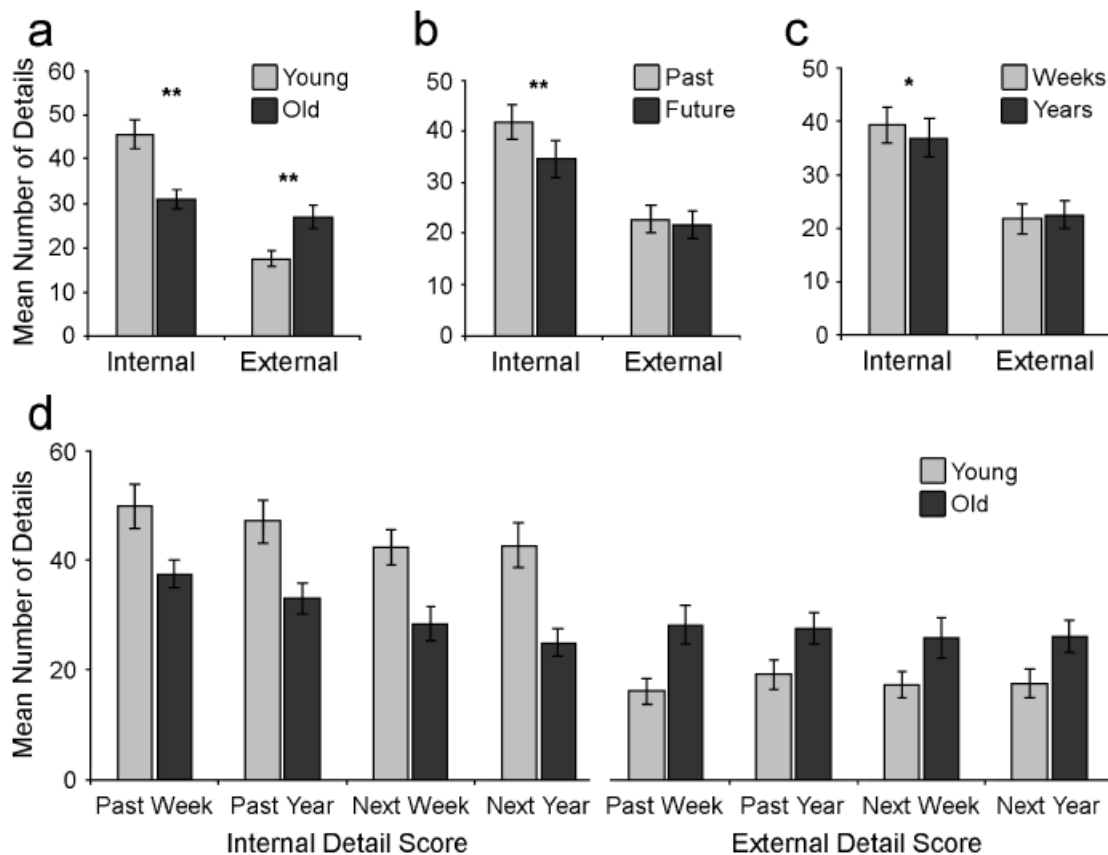 a
Mean Number of Details
60
50
40
30
20
10
0
Young
Old
**
**
Internal External
b
50
40
30
20
10
0
Past
Future
**
Internal External
c
50
40
30
20
10
0
Weeks
Years
*
Internal External
d
Mean Number of Details
60
40
20
0
Young
Old
Past Week Past Year Next Week Next Year
Internal Detail Score
Past Week Past Year Next Week Next Year
External Detail Score